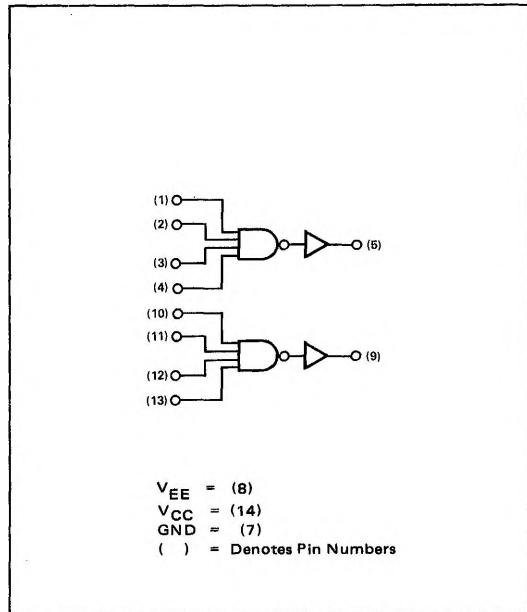 (1)
(2)
(3)
(4)
(5)
(10)
(11)
(12)
(13)
(9)
VEE = (8)
VCC = (14)
GND = (7)
( ) = Denotes Pin Numbers